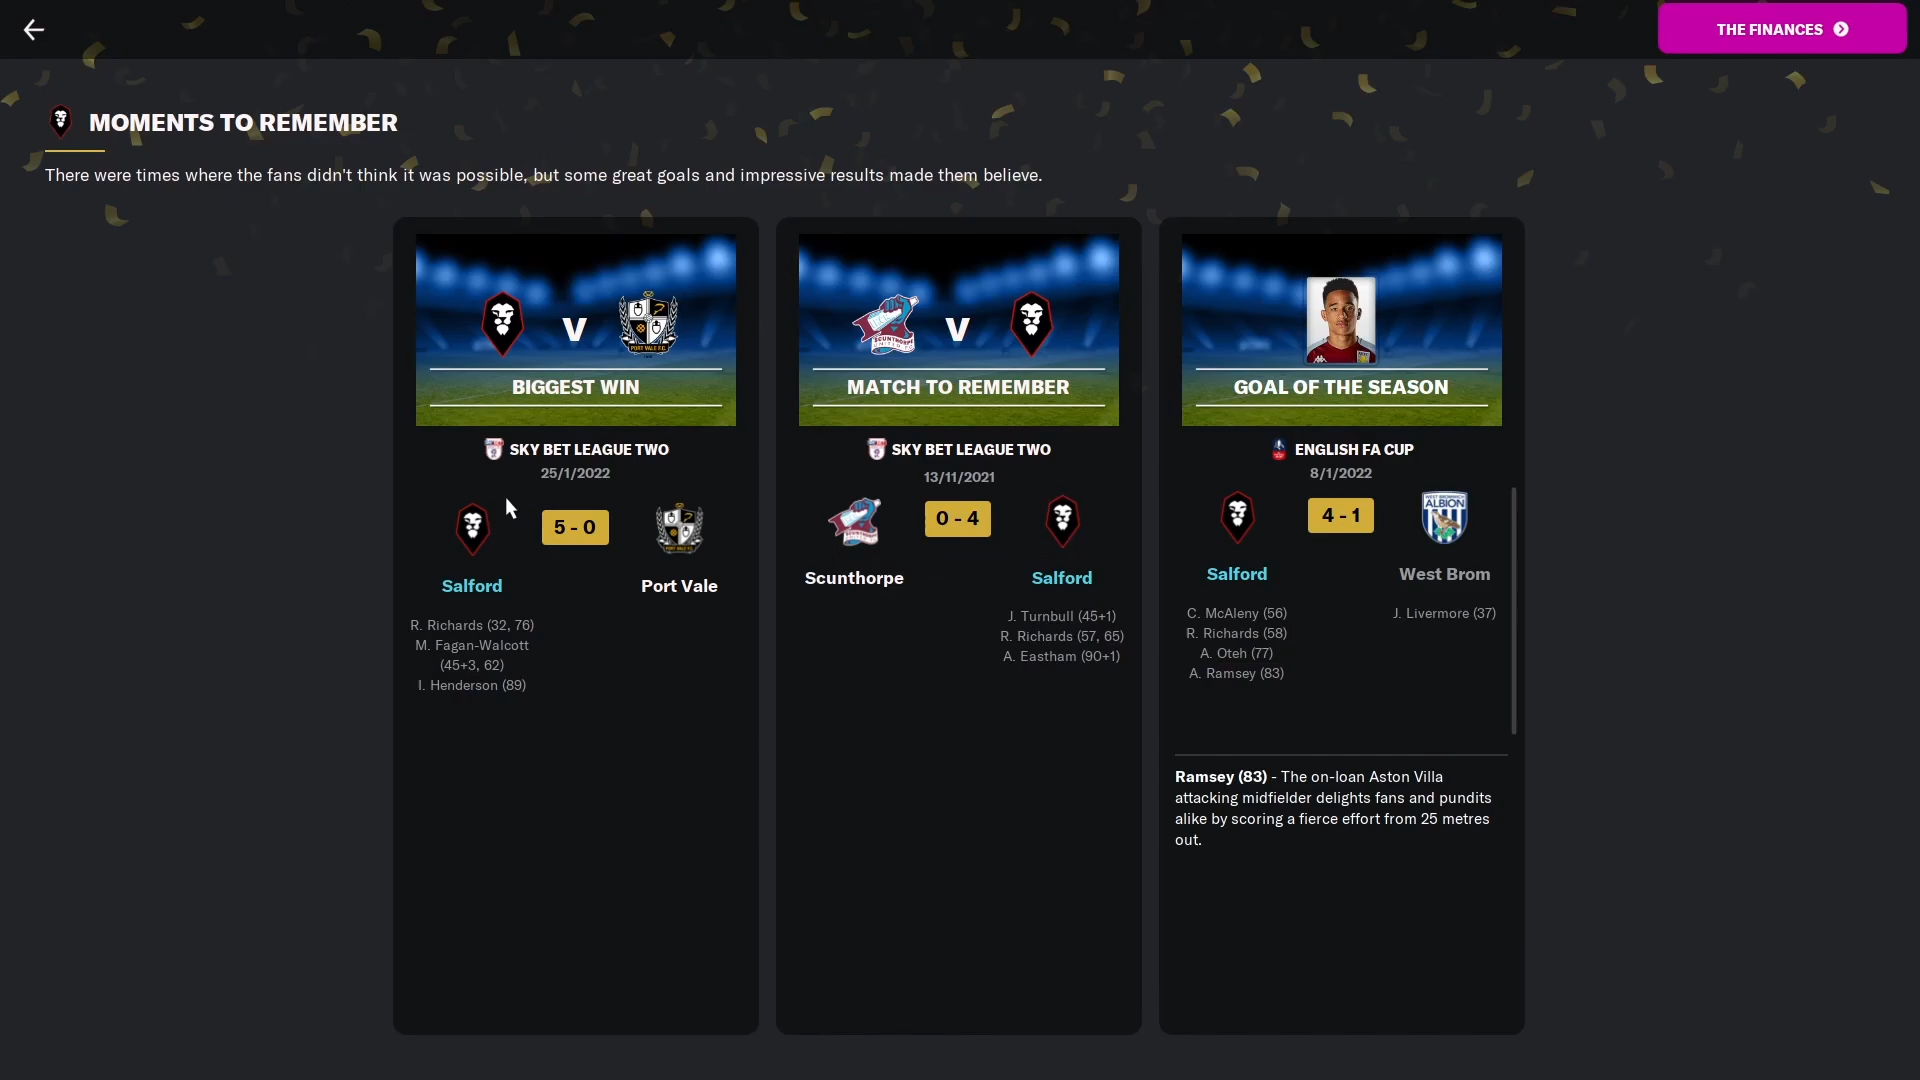 THE FINANCES
MOMENTS TO REMEMBER
There were times where the fans didn't think it was possible, but some great goals and impressive results made them believe.
V
PORT VALE F.C.
BIGGEST WIN
SKY BET LEAGUE TWO
25/1/2022
5 - 0
Salford
Port Vale
R. Richards (32, 76)
M. Fagan-Walcott
(45+3, 62)
I. Henderson (89)
SCUNTHORPE
UNITED F.C.
V
MATCH TO REMEMBER
SKY BET LEAGUE TWO
13/11/2021
0 - 4
Scunthorpe
Salford
J. Turnbull (45+1)
R. Richards (57, 65)
A. Eastham (90+1)
GOAL OF THE SEASON
ENGLISH FA CUP
8/1/2022
4 - 1
ALBION
Salford
West Brom
C. McAleny (56)
R. Richards (58)
A. Oteh (77)
A. Ramsey (83)
J. Livermore (37)
Ramsey (83) - The on-loan Aston Villa
attacking midfielder delights fans and pundits
alike by scoring a fierce effort from 25 metres
out.